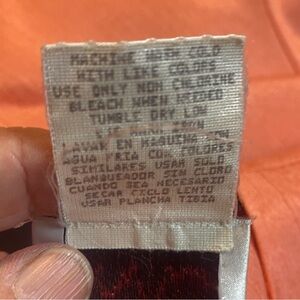 MACHINE WASH COLD
WITH LIKE COLORS
USE ONLY NON CHLORINE
BLEACH WHEN NEEDED
TUMBLE DRY LOW
LAVAR EN MAQUINA CON
AGUA FRIA CON COLORES
SIMILARES USAR SOLO
BLANQUEADOR SIN CLORO
CUANDO SEA NECESARIO
SECAR CICLO LENTO
USAR PLANCHA TIBIA